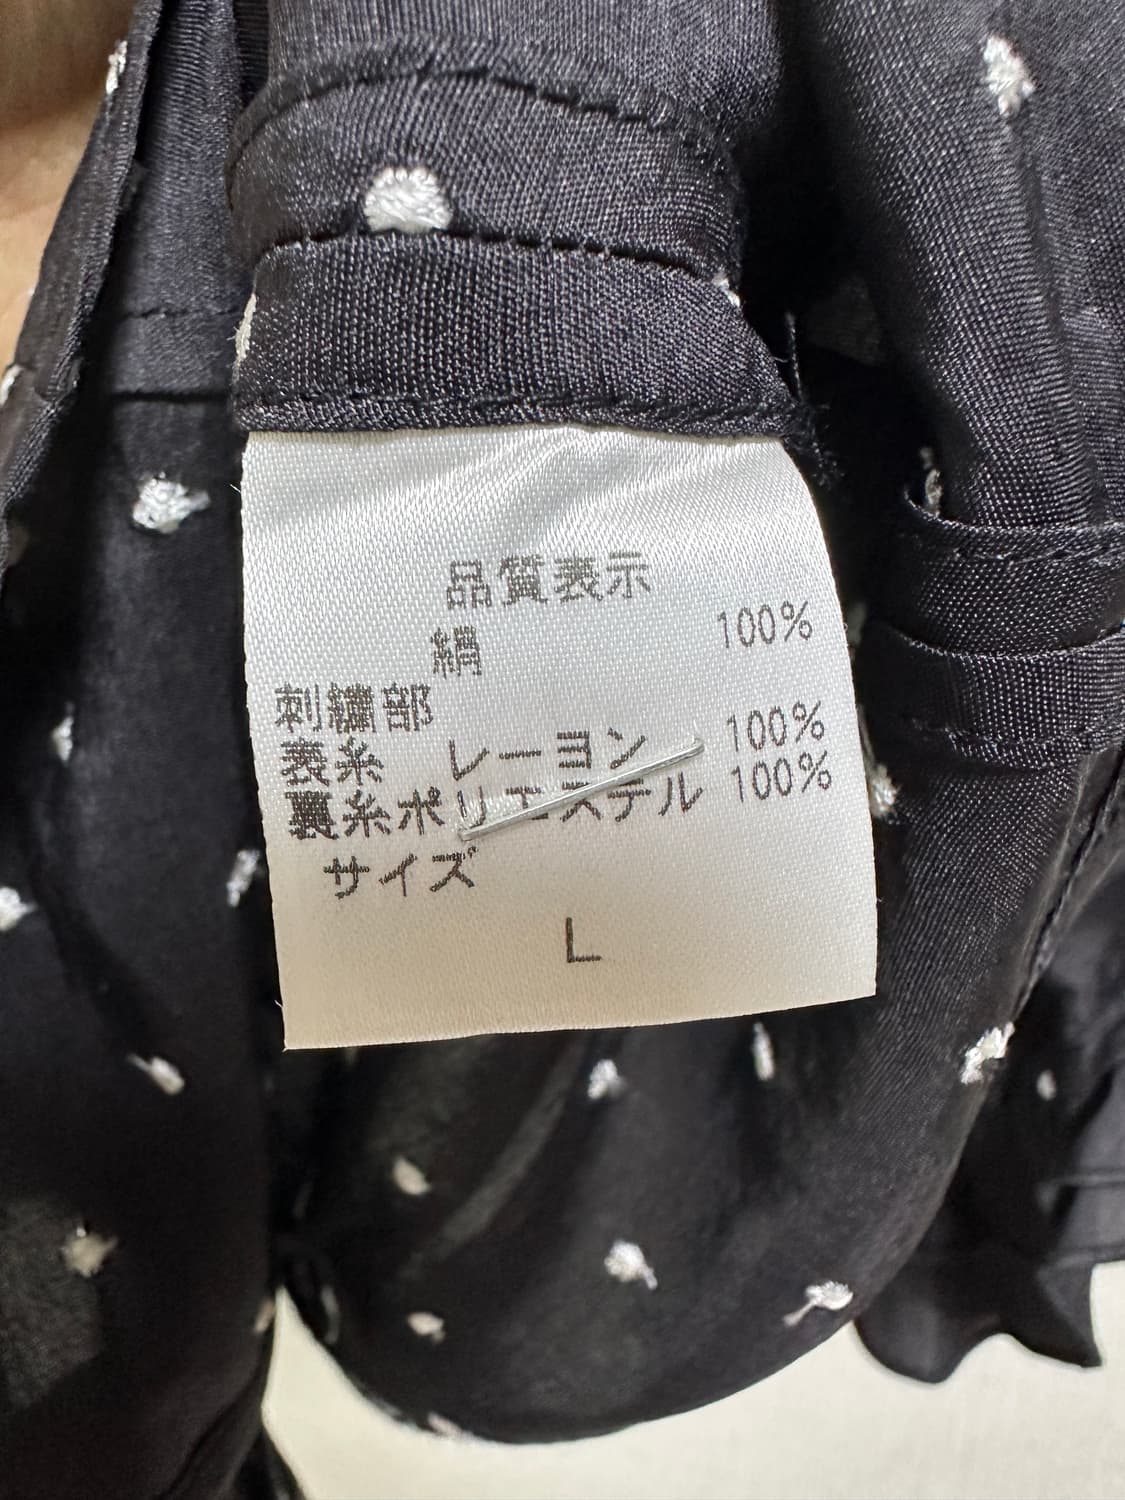 品質表示
絹 100%
刺繍部
表糸 レーヨン 100%
裏糸ポリエステル 100%
サイズ
L